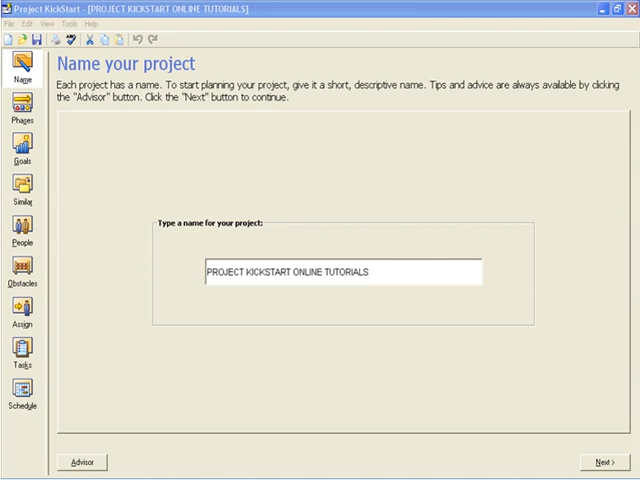 Project KickStart - [PROJECT KICKSTART ONLINE TUTORIALS]
File Edit View Tools Help
Name
Phases
Goals
Similar
People
Obstacles
Assign
Tasks
Schedule
Name your project
Each project has a name. To start planning your project, give it a short, descriptive name. Tips and advice are always available by clicking
the "Advisor" button. Click the "Next" button to continue.
Type a name for your project:
PROJECT KICKSTART ONLINE TUTORIALS
Advisor
Next >